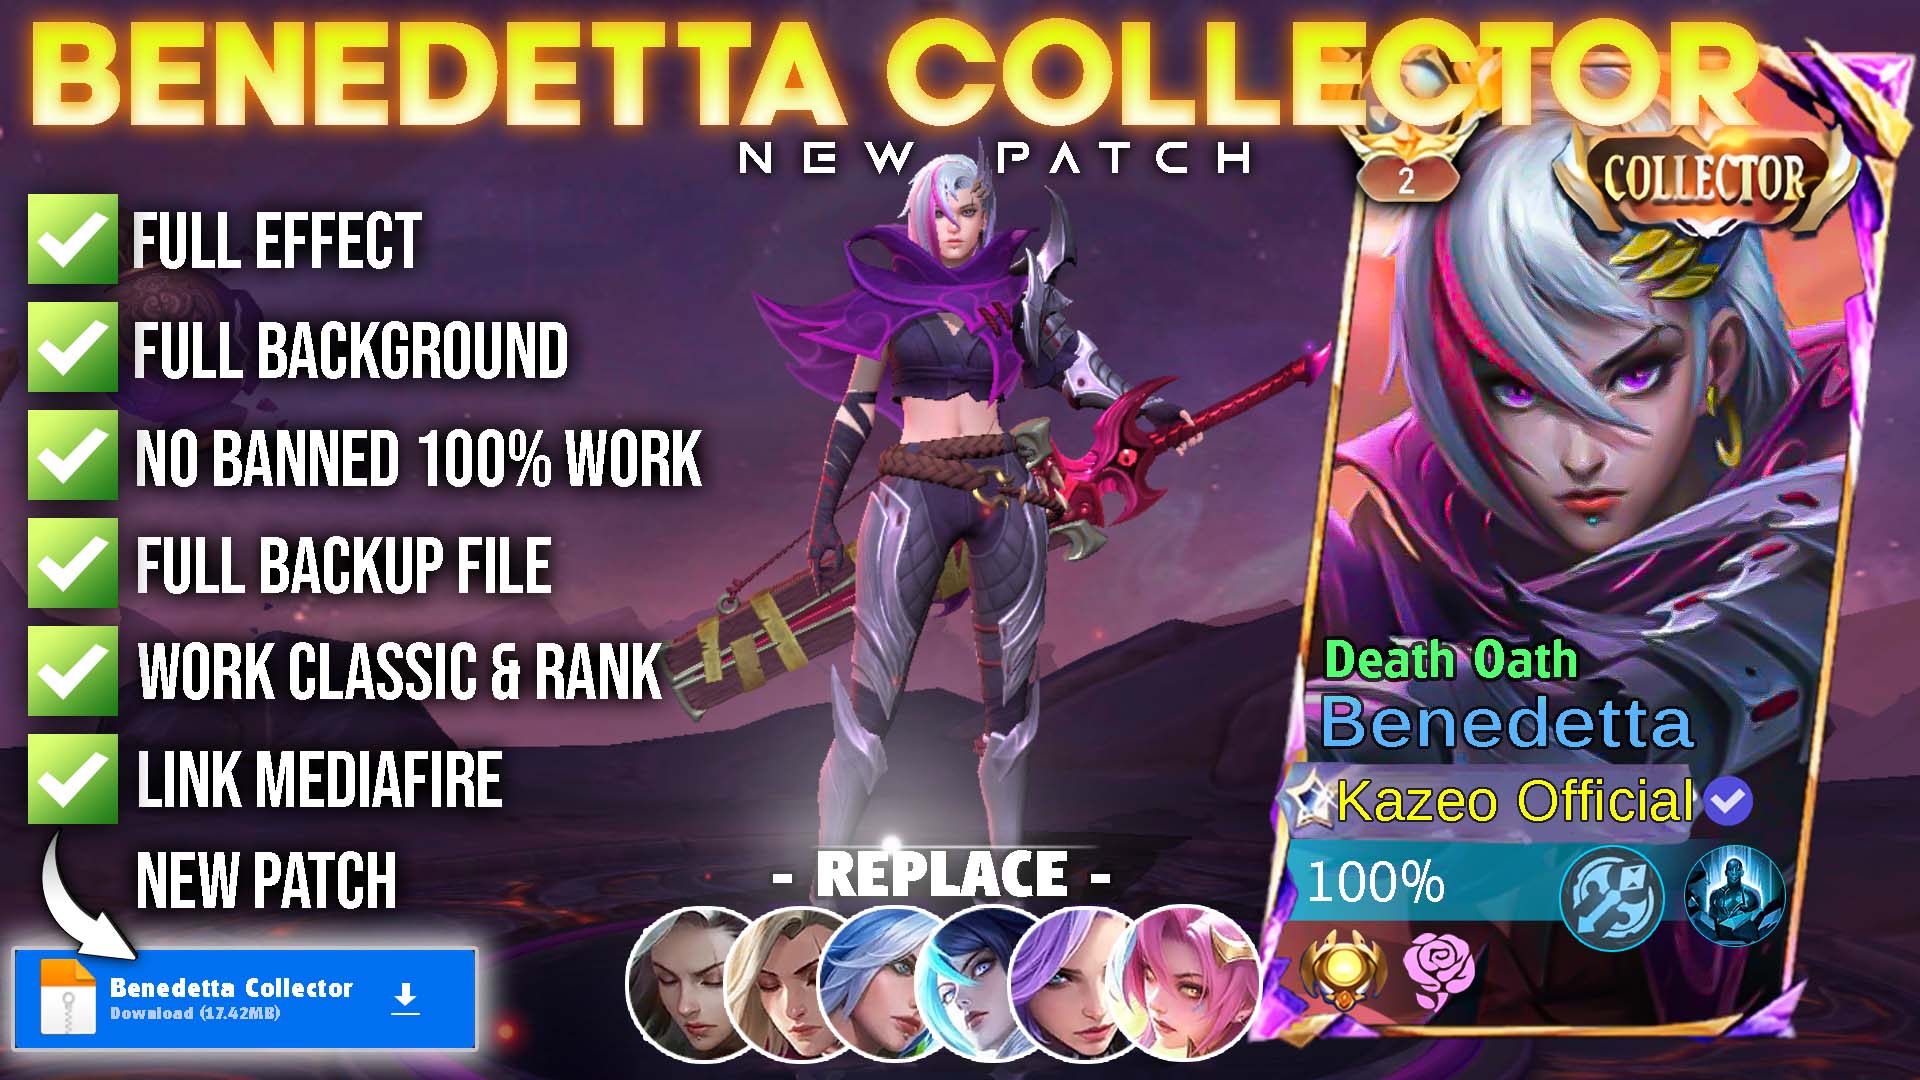 BENEDETTA COLLECTOR
NEW PATCH
FULL EFFECT
FULL BACKGROUND
NO BANNED 100% WORK
FULL BACKUP FILE
WORK CLASSIC & RANK
LINK MEDIAFIRE
NEW PATCH
Benedetta Collector
Download (17.42MB)
- REPLACE -
2
COLLECTOR
Death Oath
Benedetta
Kazeo Official
100%